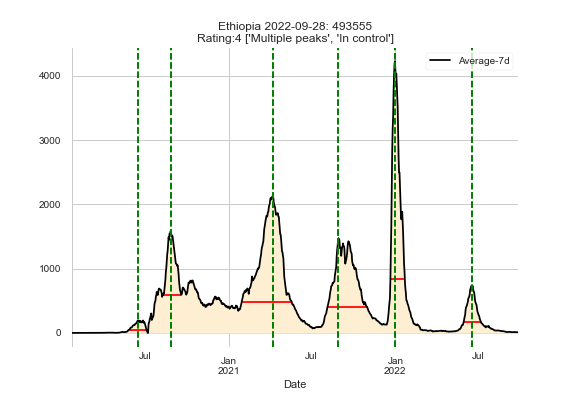 Ethiopia 2022-09-28: 493555
Rating:4 ['Multiple peaks', 'In control']
Average-7d
4000
3000
2000
1000
0
Jul
Jan
2021
Jul
Jan
2022
Jul
Date